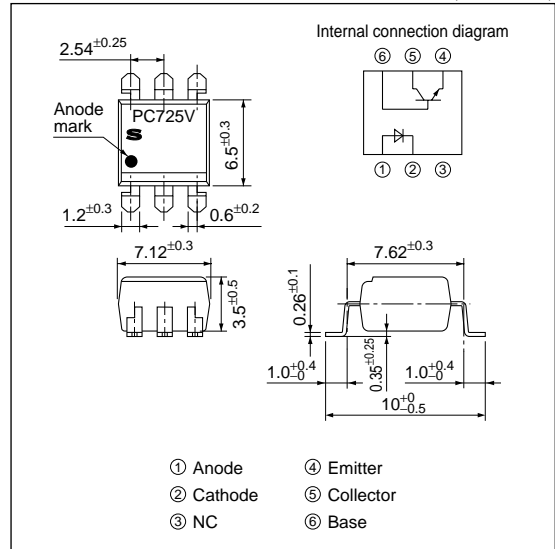 Internal connection diagram
⑥ ⑤ ④
① ② ③
2.54±0.25
Anode
mark
PC725V
6.5±0.3
1.2±0.3
0.6±0.2
7.12±0.3
3.5±0.5
7.62±0.3
0.26±0.1
0.35±0.25
1.0+0.4 -0
1.0+0.4 -0
10+0 -0.5
① Anode
② Cathode
③ NC
④ Emitter
⑤ Collector
⑥ Base